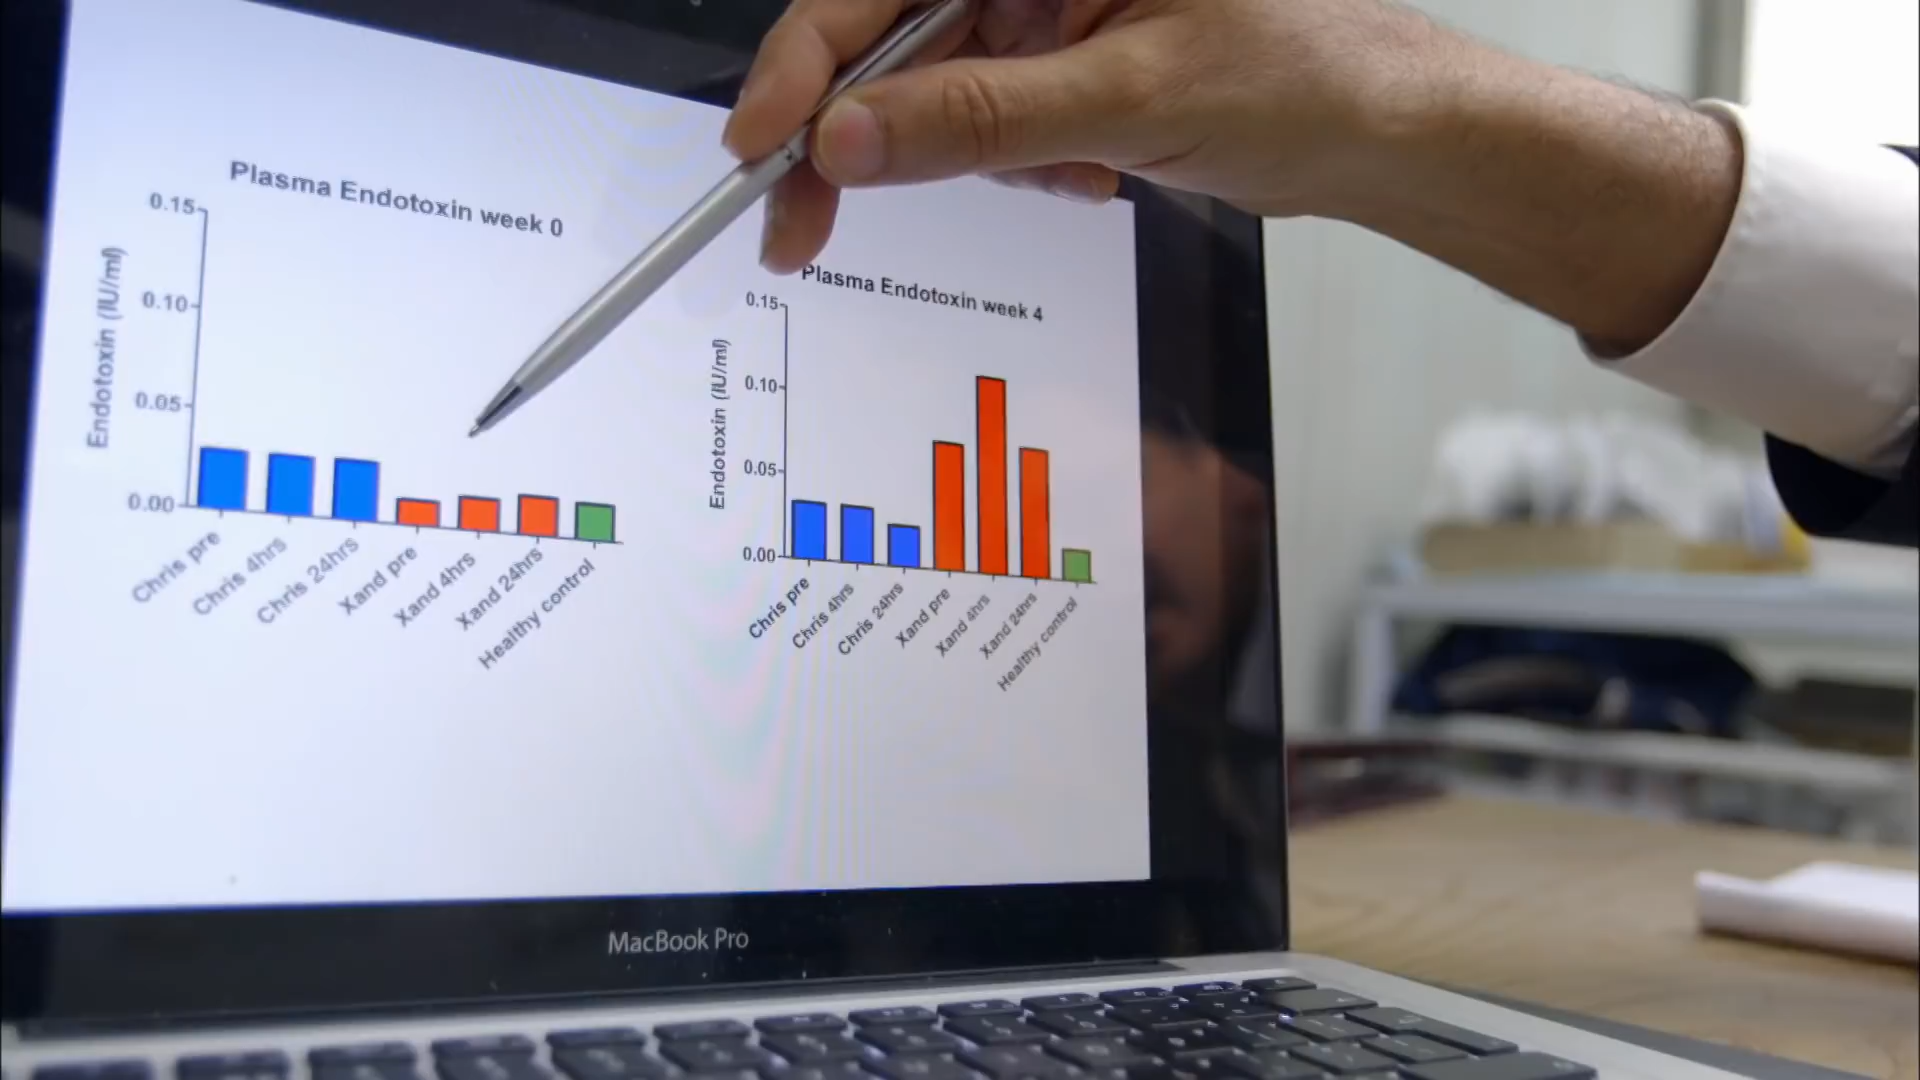 Plasma Endotoxin week 0
Endotoxin (IU/ml)
0.15
0.10
0.05
0.00
Chris pre
Chris 4hrs
Chris 24hrs
Xand pre
Xand 4hrs
Xand 24hrs
Healthy control
Plasma Endotoxin week 4
Endotoxin (IU/ml)
0.15
0.10
0.05
0.00
Chris pre
Chris 4hrs
Chris 24hrs
Xand pre
Xand 4hrs
Xand 24hrs
Healthy control
MacBook Pro